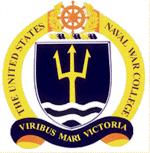 THE UNITED STATES NAVAL WAR COLLEGE
VIRIBUS MARI VICTORIA